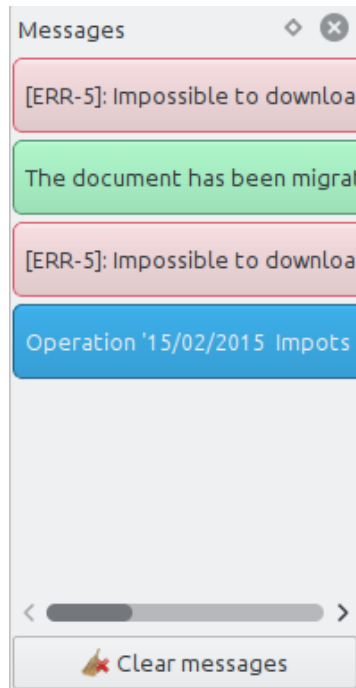 Messages
[ERR-5]: Impossible to downloa
The document has been migrat
[ERR-5]: Impossible to downloa
Operation '15/02/2015 Impots
Clear messages